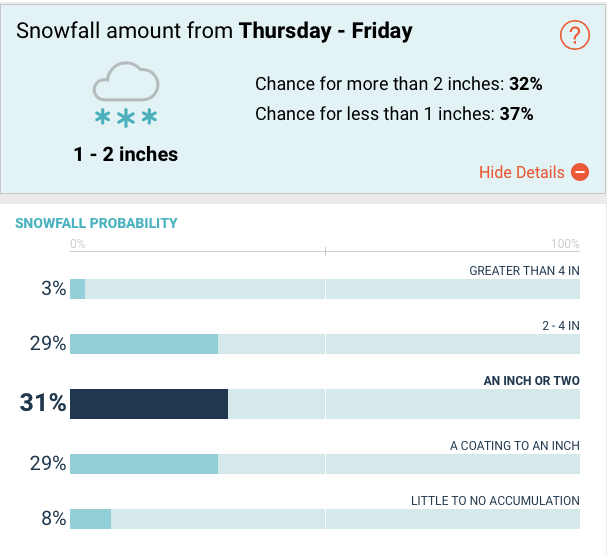 Snowfall amount from Thursday - Friday
?
Chance for more than 2 inches: 32%
Chance for less than 1 inches: 37%
1 - 2 inches
Hide Details
SNOWFALL PROBABILITY
0% 100%
GREATER THAN 4 IN
3%
2 - 4 IN
29%
AN INCH OR TWO
31%
A COATING TO AN INCH
29%
LITTLE TO NO ACCUMULATION
8%